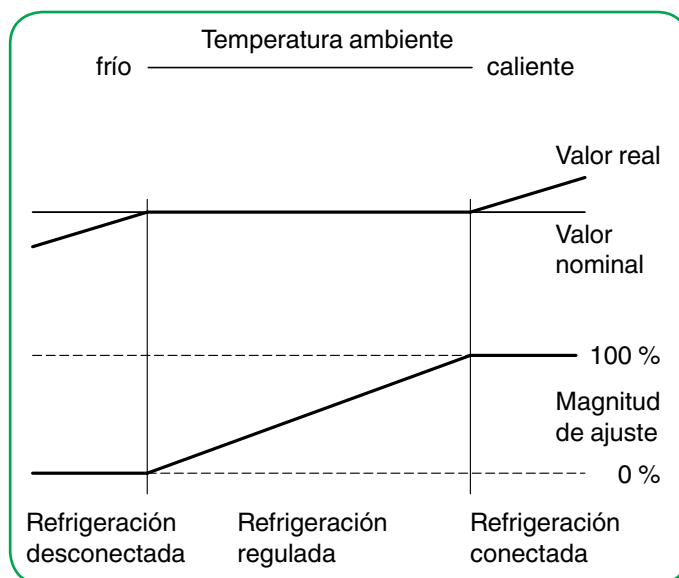 Temperatura ambiente
frío
caliente
Valor real
Valor
nominal
100 %
Magnitud
de ajuste
0 %
Refrigeración
desconectada
Refrigeración
regulada
Refrigeración
conectada